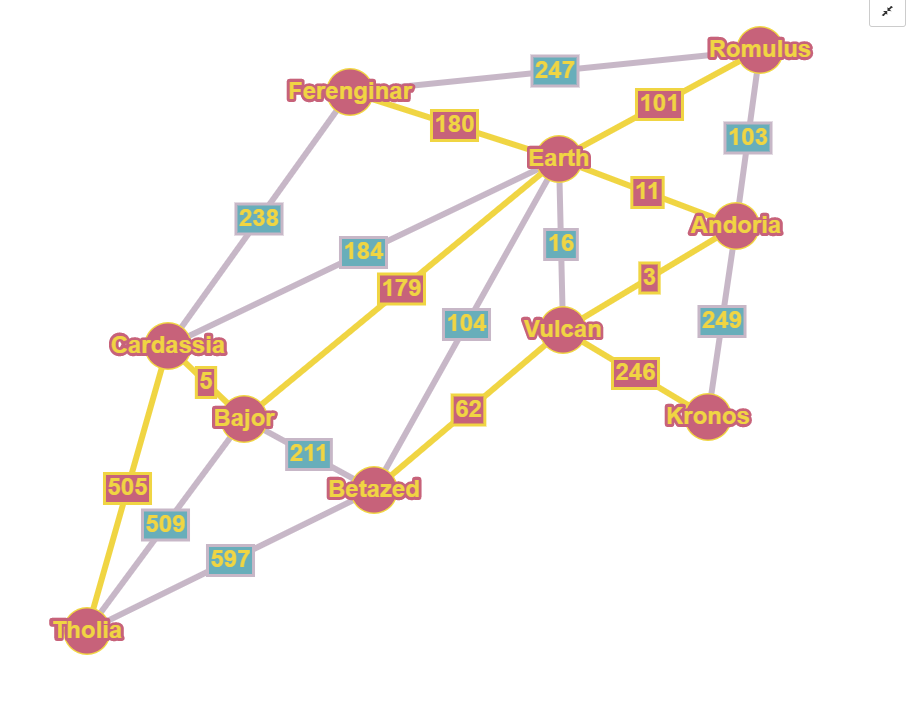 Romulus
247
Ferenginar
101
180
103
Earth
11
238
Andoria
184
16
3
179
249
104
Vulcan
Cardassia
246
5
62
Kronos
Bajor
211
505
Betazed
509
597
Tholia